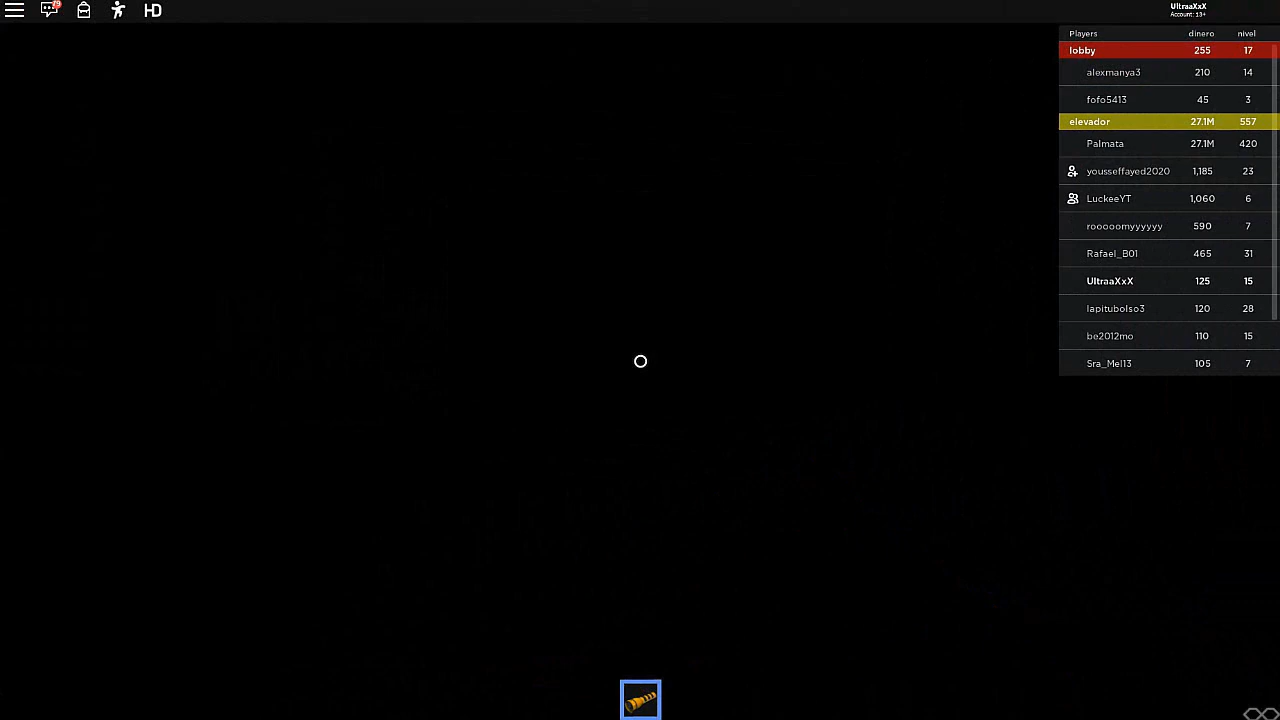 79
HD
UltraaXxX
Account: 13+
Players dinero nivel
lobby 255 17
alexmanya3 210 14
fofo5413 45 3
elevador 27.1M 557
Palmata 27.1M 420
yousseffayed2020 1,185 23
LuckeeYT 1,060 6
rooooomyyyyyy 590 7
Rafael_B01 465 31
UltraaXxX 125 15
lapitubolso3 120 28
be2012mo 110 15
Sra_Mel13 105 7